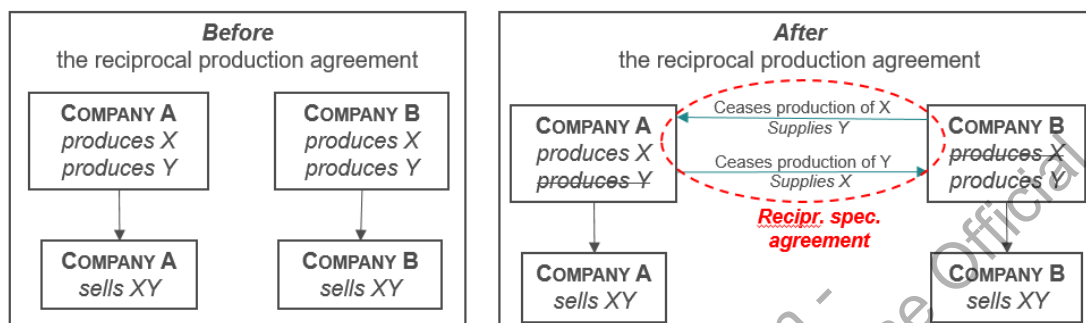 Before
the reciprocal production agreement
COMPANY A
produces X
produces Y
COMPANY B
produces X
produces Y
COMPANY A
sells XY
COMPANY B
sells XY
After
the reciprocal production agreement
COMPANY A
produces X
produces Y
Ceases production of X
Supplies Y
Ceases production of Y
Supplies X
COMPANY B
produces X
produces Y
Recipr. spec.
agreement
COMPANY A
sells XY
COMPANY B
sells XY
Official